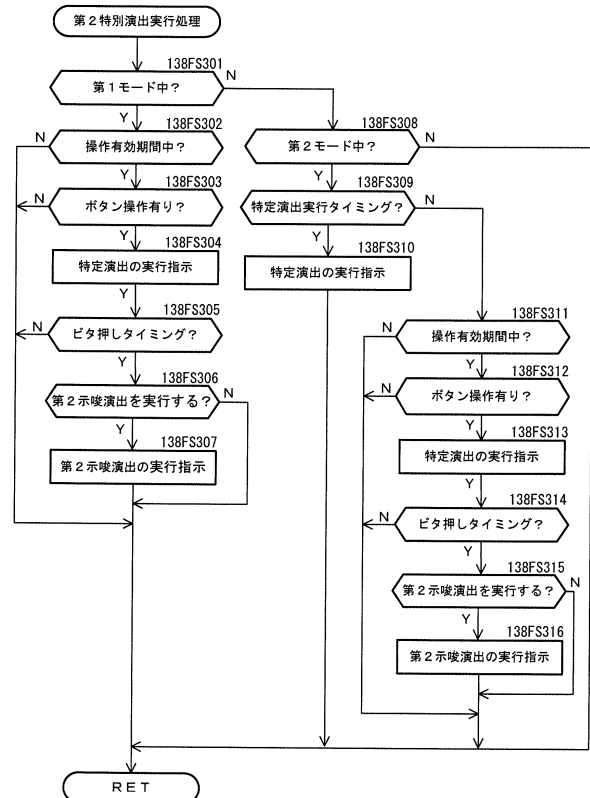 第２特別演出実行処理
138FS301
第１モード中？
N
Y
138FS302
操作有効期間中？
N
Y
138FS303
ボタン操作有り？
N
Y
138FS304
特定演出の実行指示
Y
138FS305
ビタ押しタイミング？
N
Y
138FS306
第２示唆演出を実行する？
N
Y
138FS307
第２示唆演出の実行指示
138FS308
第２モード中？
N
Y
138FS309
特定演出実行タイミング？
N
Y
138FS310
特定演出の実行指示
138FS311
操作有効期間中？
N
Y
138FS312
ボタン操作有り？
N
Y
138FS313
特定演出の実行指示
Y
138FS314
ビタ押しタイミング？
N
Y
138FS315
第２示唆演出を実行する？
N
Y
138FS316
第２示唆演出の実行指示
ＲＥＴ